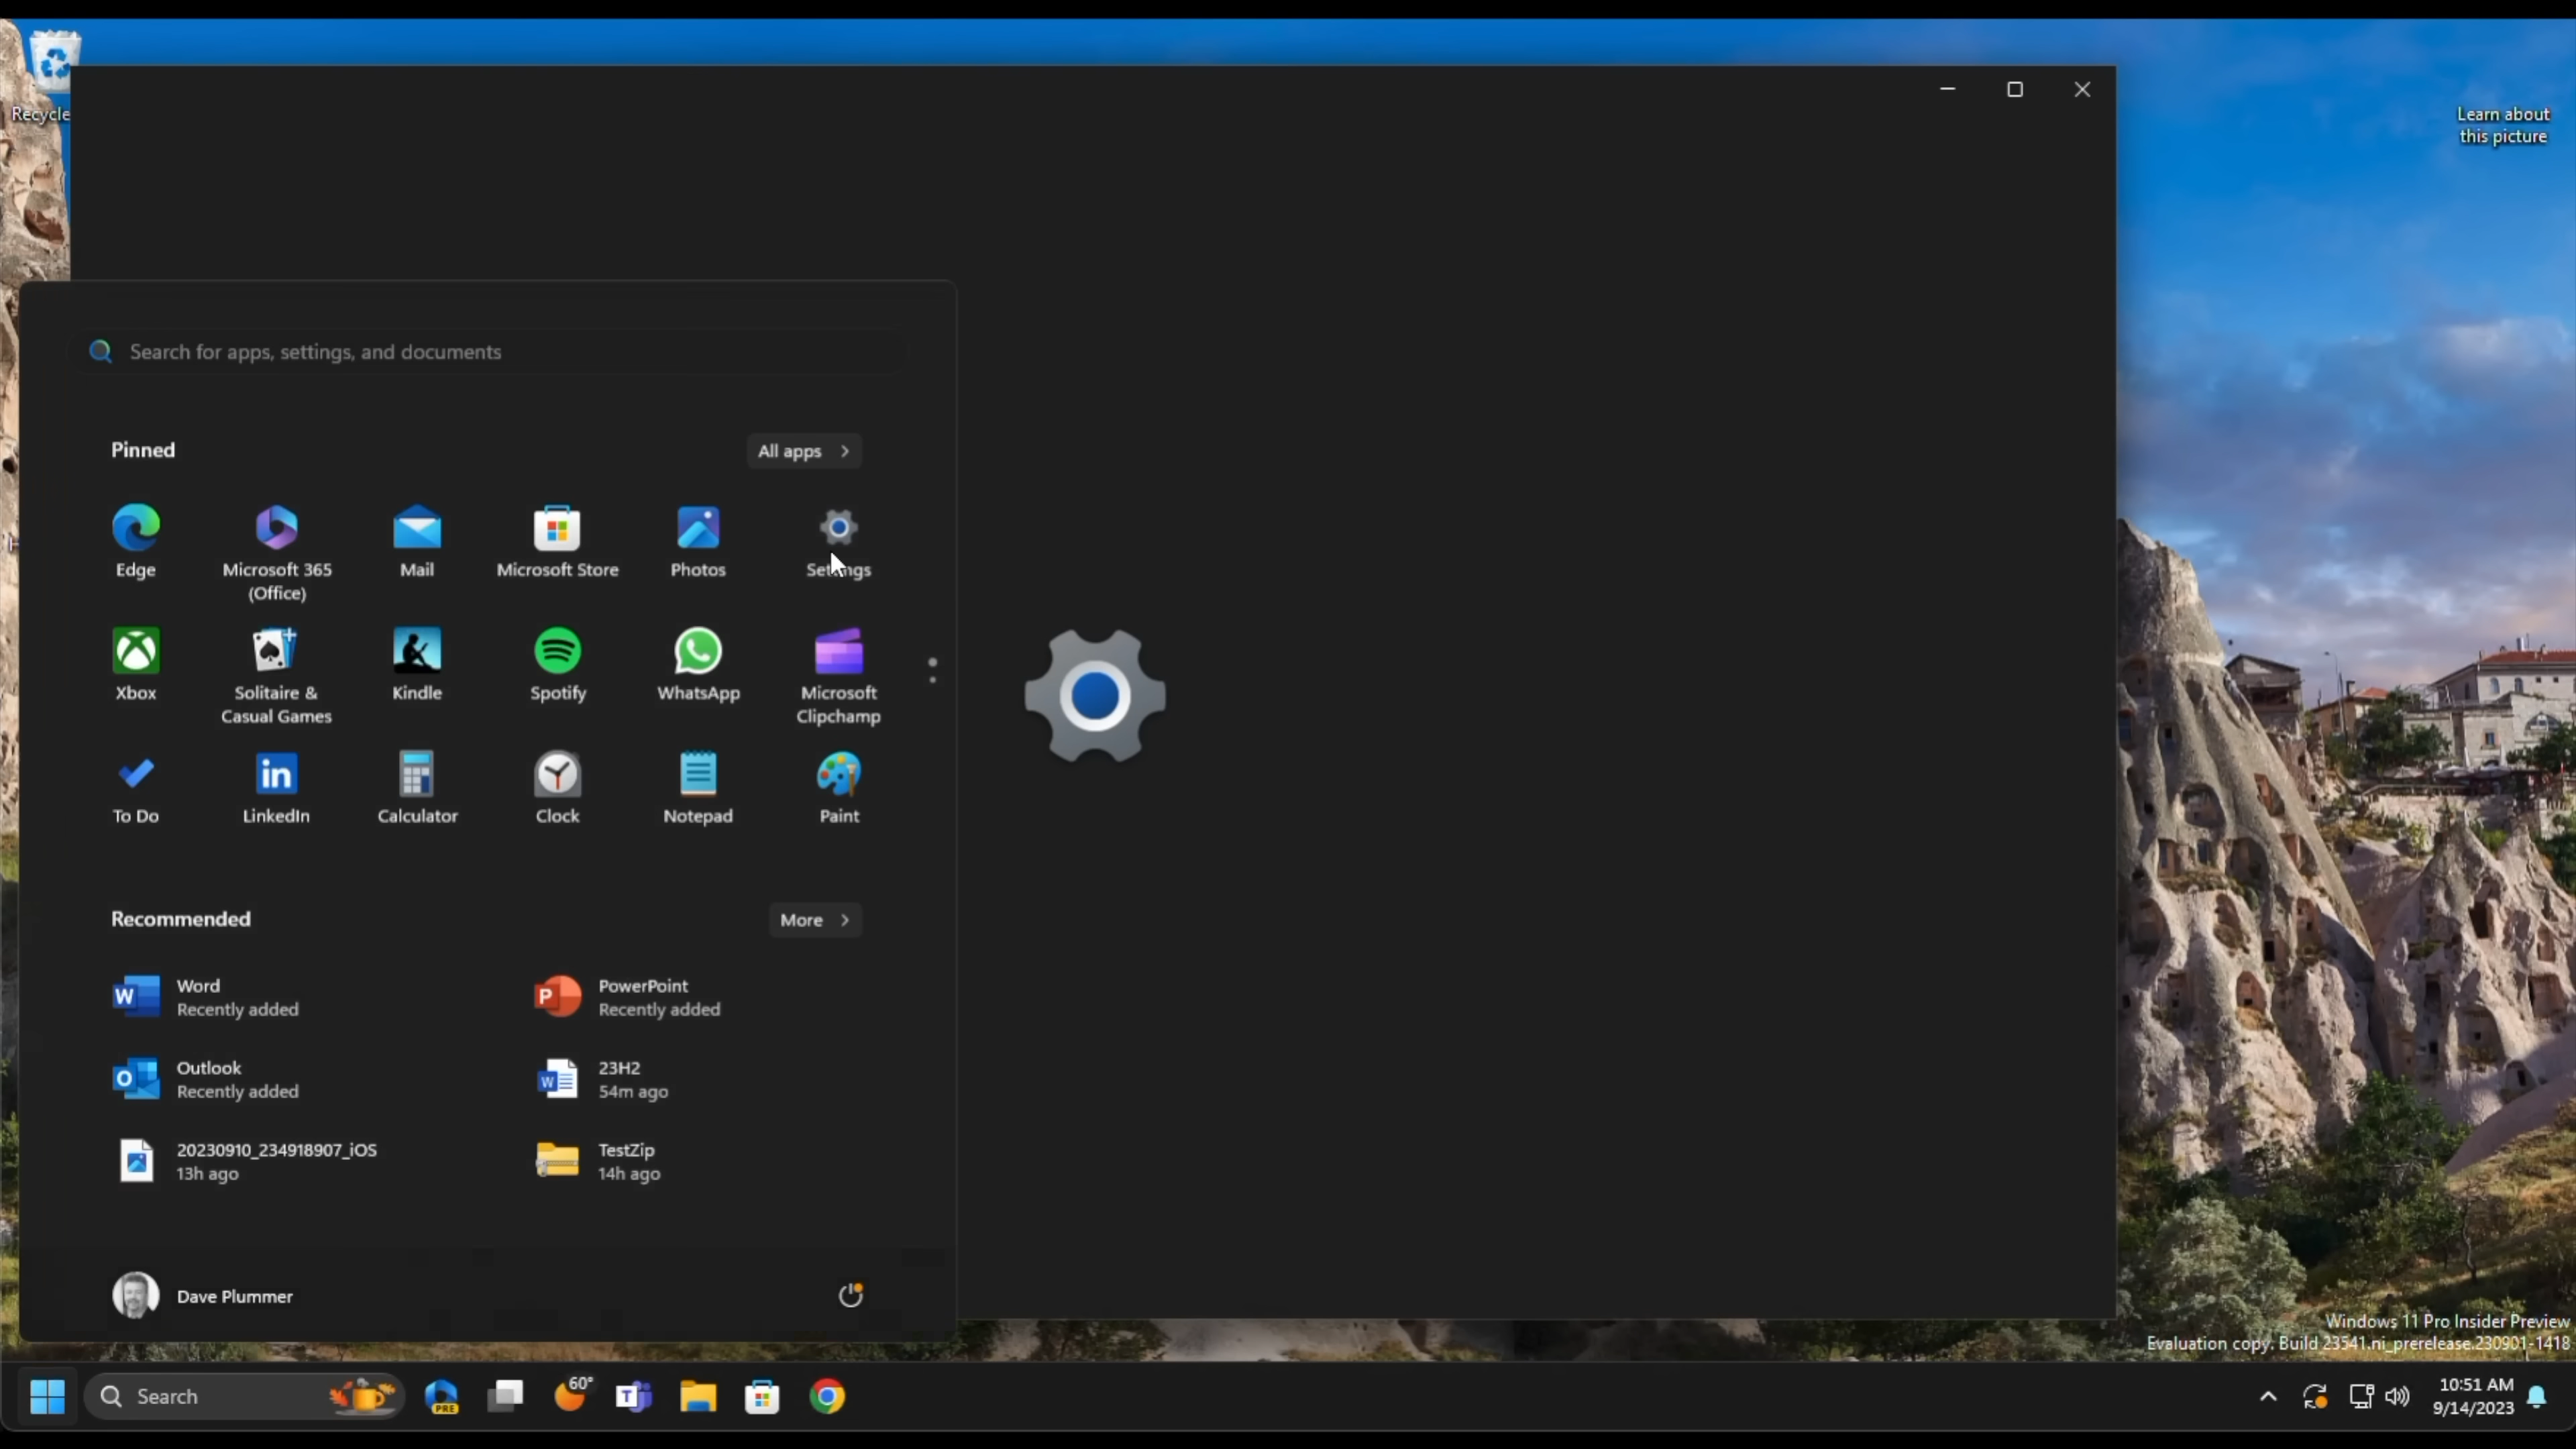 Recycle
Learn about
this picture
Search for apps, settings, and documents
Pinned
All apps
Edge
Microsoft 365
(Office)
Mail
Microsoft Store
Photos
Settings
Xbox
Solitaire &
Casual Games
Kindle
Spotify
WhatsApp
Microsoft
Clipchamp
To Do
LinkedIn
Calculator
Clock
Notepad
Paint
Recommended
More
Word
Recently added
PowerPoint
Recently added
Outlook
Recently added
23H2
54m ago
20230910_234918907_iOS
13h ago
TestZip
14h ago
Dave Plummer
Windows 11 Pro Insider Preview
Evaluation copy. Build 23541.ni_prerelease.230901-1418
Search
PRE
60°
10:51 AM
9/14/2023